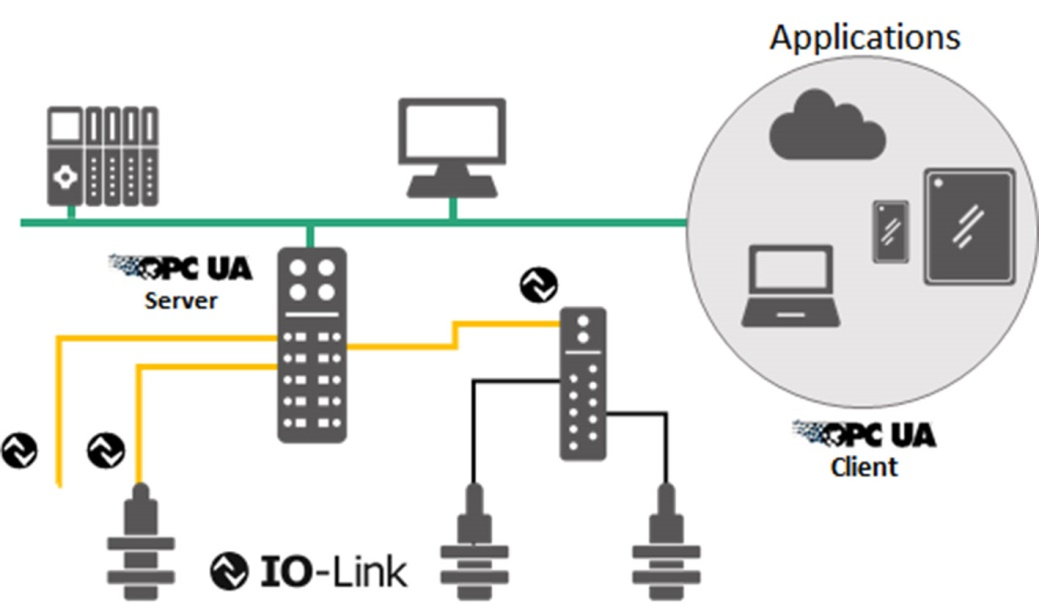 Applications
OPC UA
Server
OPC UA
Client
IO-Link